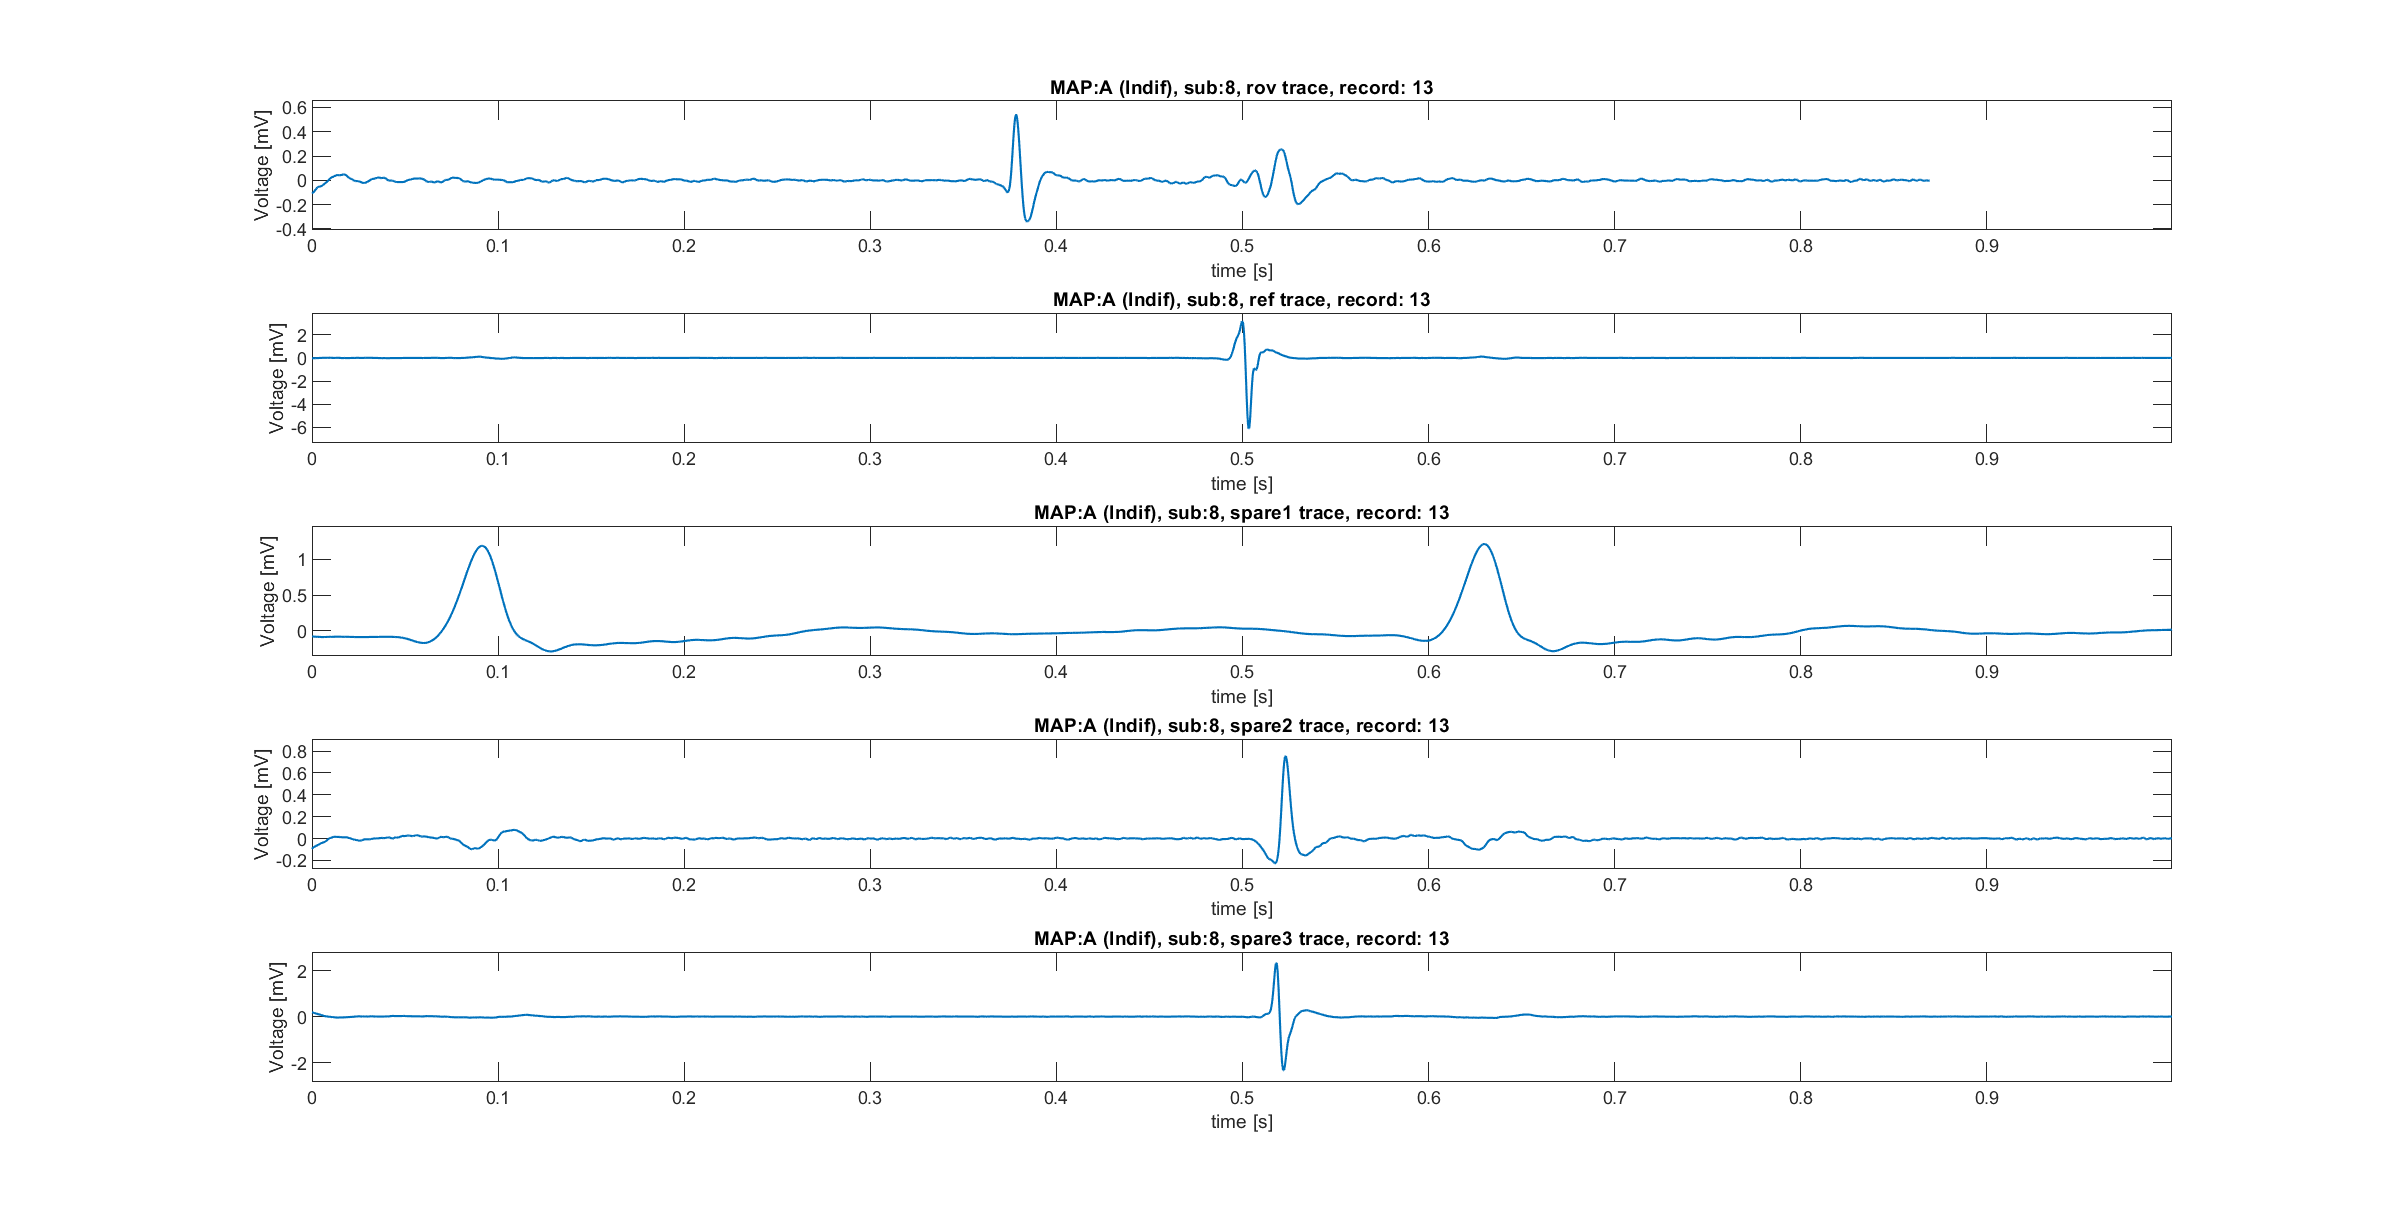 MAP:A (Indif), sub:8, rov trace, record: 13
Voltage [mV]
0.6
0.4
0.2
0
-0.2
-0.4
0 0.1 0.2 0.3 0.4 0.5 0.6 0.7 0.8 0.9
time [s]
MAP:A (Indif), sub:8, ref trace, record: 13
Voltage [mV]
2
0
-2
-4
-6
0 0.1 0.2 0.3 0.4 0.5 0.6 0.7 0.8 0.9
time [s]
MAP:A (Indif), sub:8, spare1 trace, record: 13
Voltage [mV]
1
0.5
0
0 0.1 0.2 0.3 0.4 0.5 0.6 0.7 0.8 0.9
time [s]
MAP:A (Indif), sub:8, spare2 trace, record: 13
Voltage [mV]
0.8
0.6
0.4
0.2
0
-0.2
0 0.1 0.2 0.3 0.4 0.5 0.6 0.7 0.8 0.9
time [s]
MAP:A (Indif), sub:8, spare3 trace, record: 13
Voltage [mV]
2
0
-2
0 0.1 0.2 0.3 0.4 0.5 0.6 0.7 0.8 0.9
time [s]